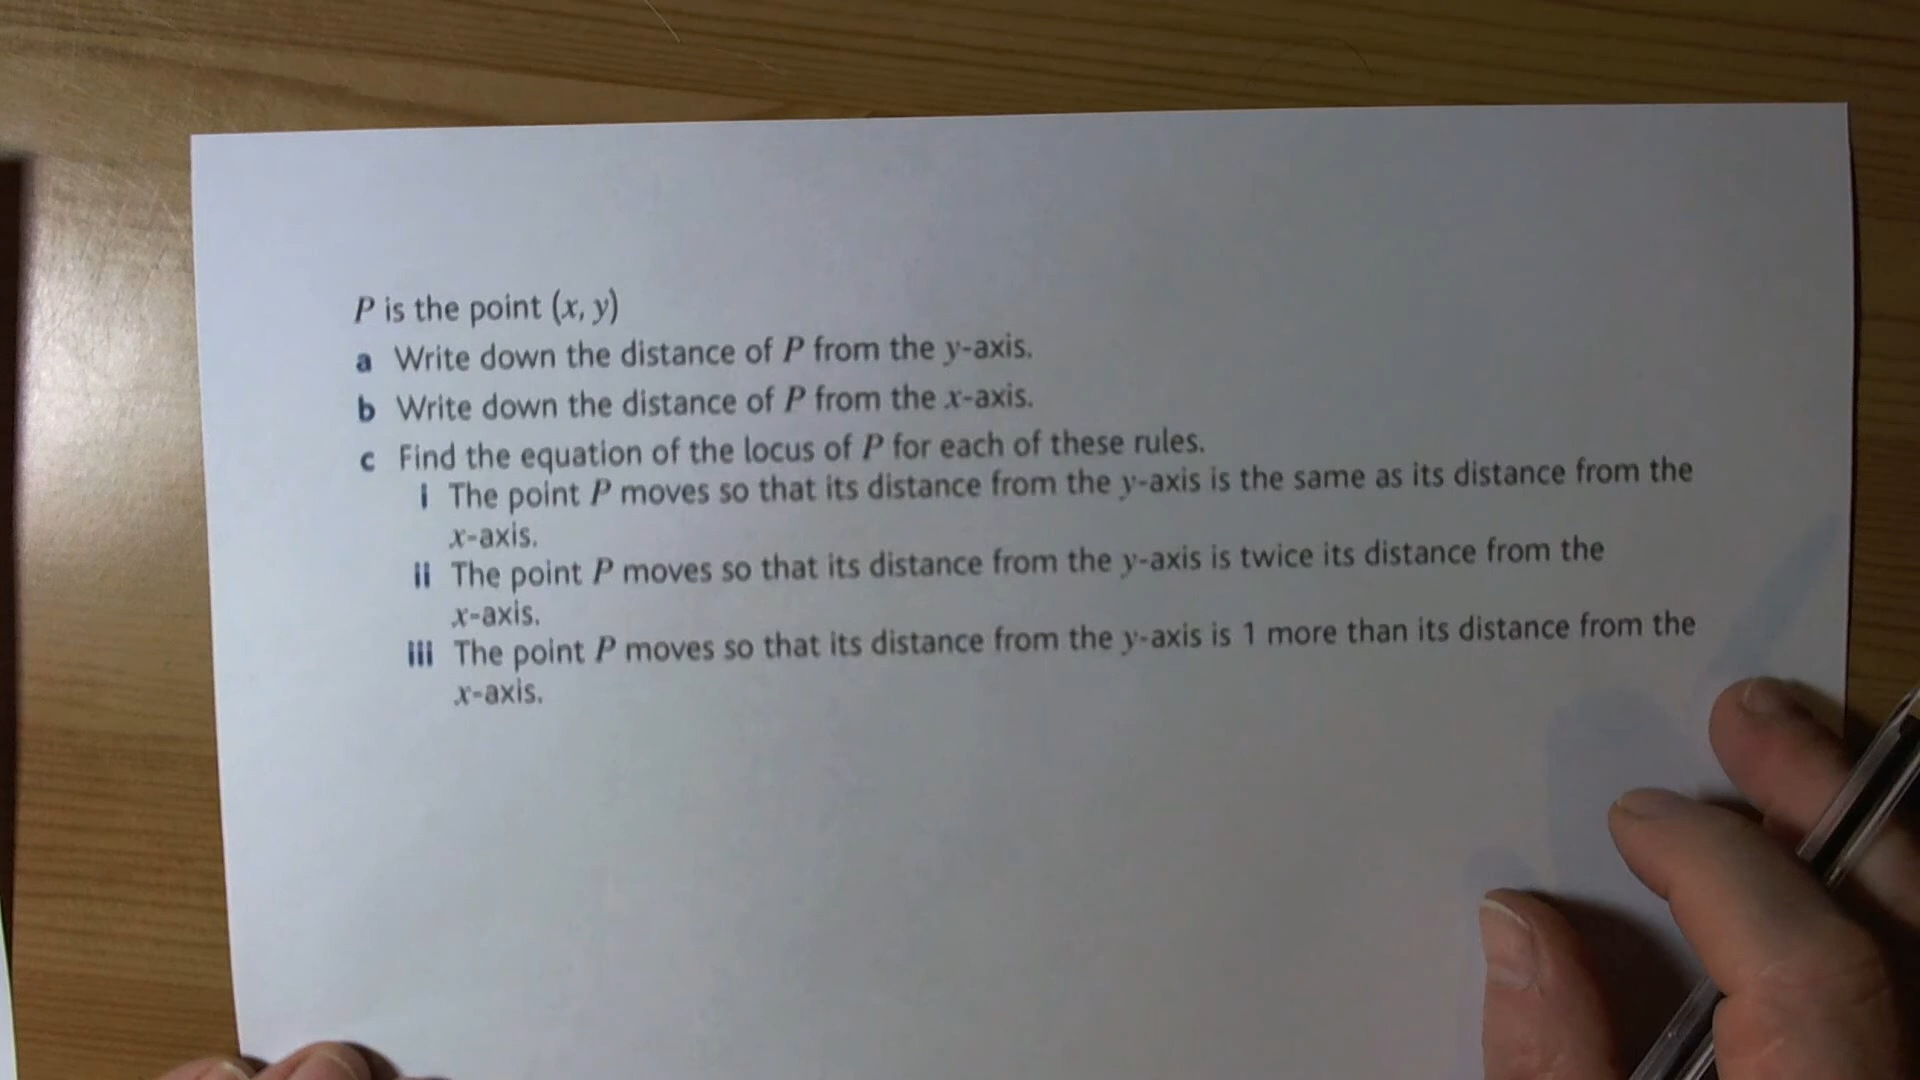 P is the point (x, y)
a Write down the distance of P from the y-axis.
b Write down the distance of P from the x-axis.
c Find the equation of the locus of P for each of these rules.
i The point P moves so that its distance from the y-axis is the same as its distance from the
x-axis.
ii The point P moves so that its distance from the y-axis is twice its distance from the
x-axis.
iii The point P moves so that its distance from the y-axis is 1 more than its distance from the
x-axis.